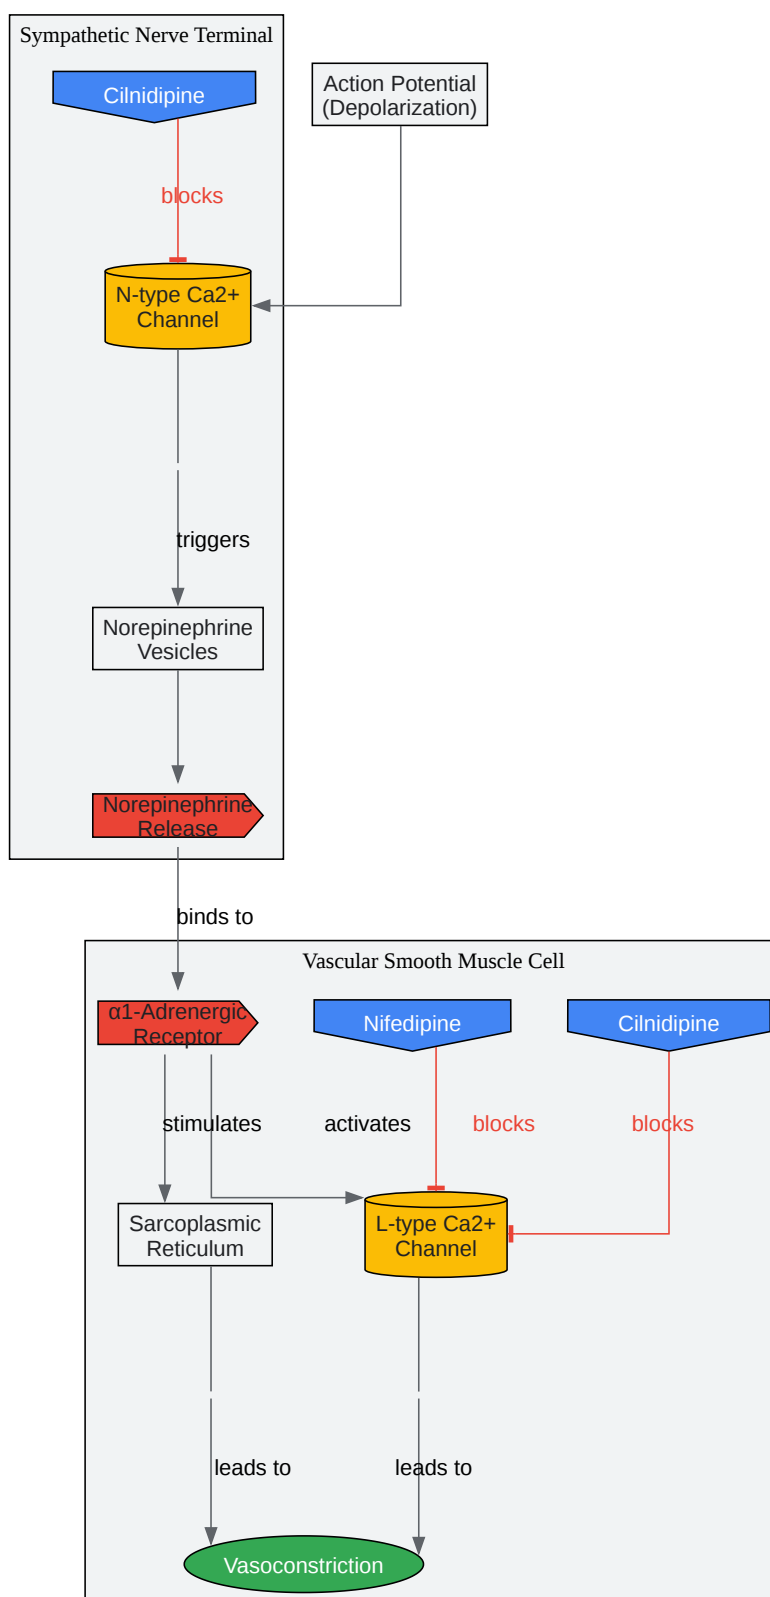 Sympathetic Nerve Terminal
Cilnidipine
Action Potential
(Depolarization)
blocks
N-type Ca2+
Channel
triggers
Norepinephrine
Vesicles
Norepinephrine
Release
binds to
Vascular Smooth Muscle Cell
α1-Adrenergic
Receptor
Nifedipine
Cilnidipine
stimulates
activates
blocks
blocks
Sarcoplasmic
Reticulum
L-type Ca2+
Channel
leads to
leads to
Vasoconstriction